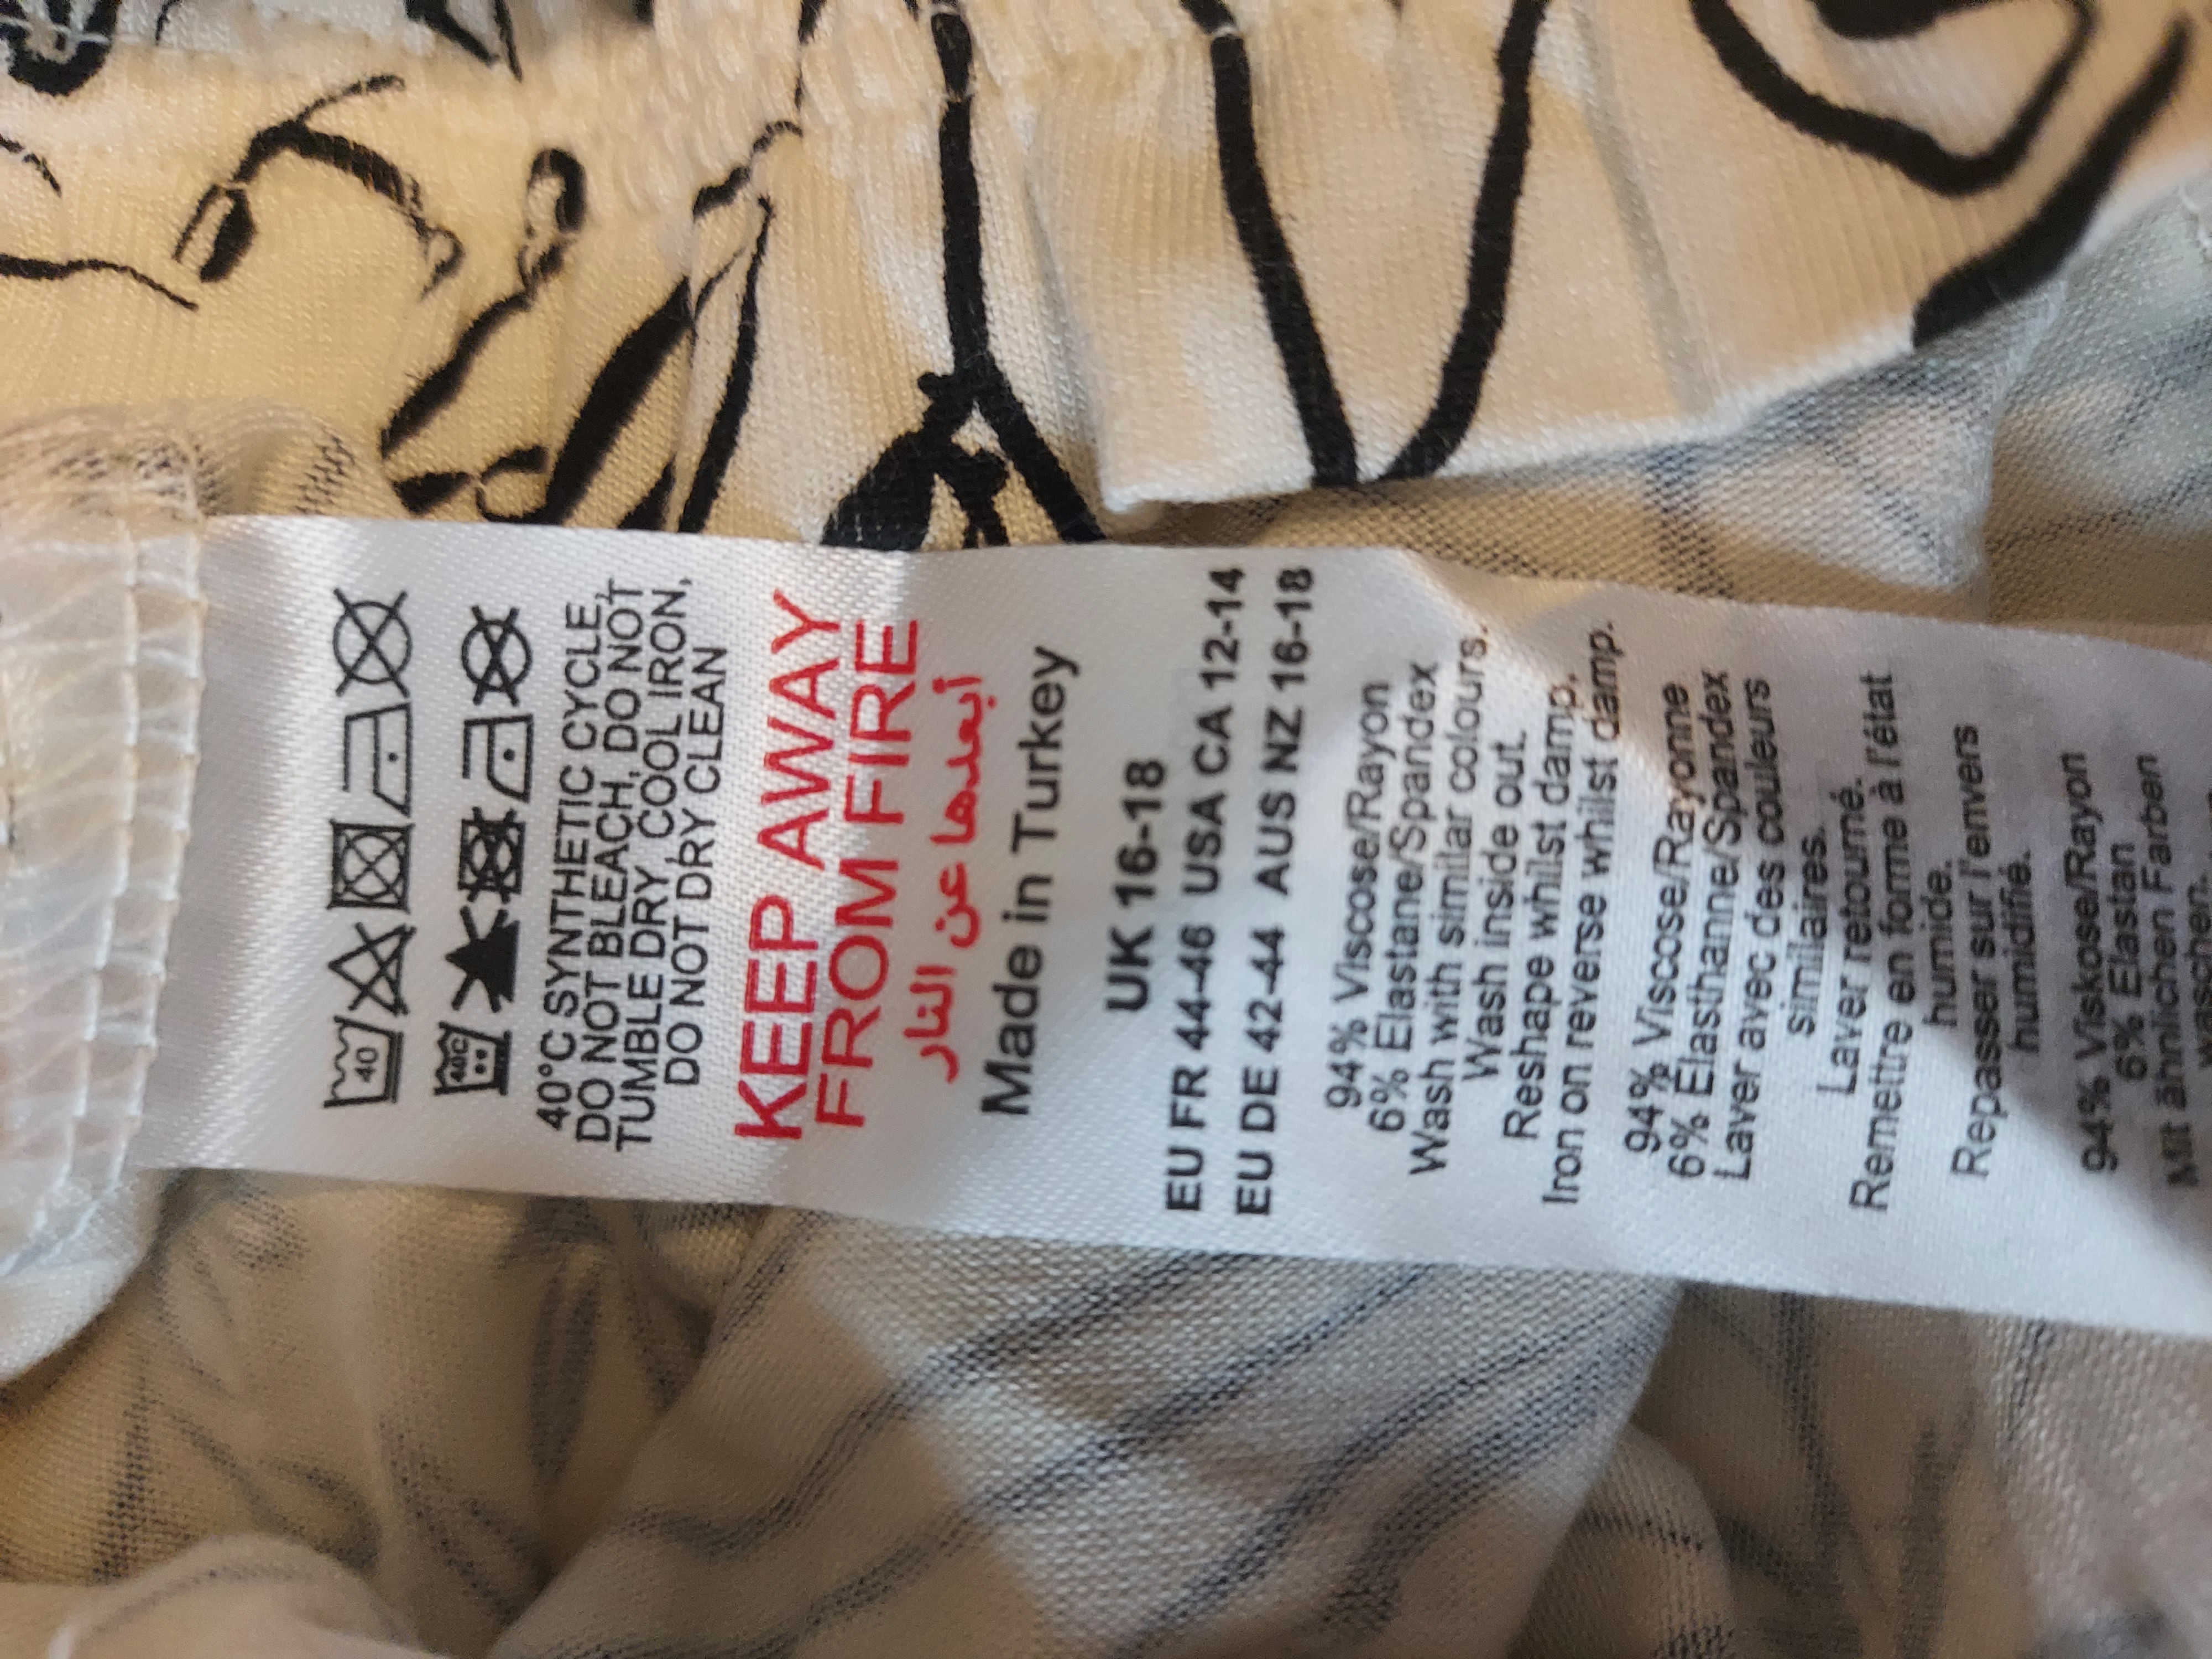 40
40C
40°C SYNTHETIC CYCLE,
DO NOT BLEACH, DO NOT
TUMBLE DRY, COOL IRON,
DO NOT DRY CLEAN
KEEP AWAY
FROM FIRE
أبعدها عن النار
Made in Turkey
UK 16-18
EU FR 44-46 USA CA 12-14
EU DE 42-44 AUS NZ 16-18
94% Viscose/Rayon
6% Elastane/Spandex
Wash with similar colours.
Wash inside out.
Reshape whilst damp.
Iron on reverse whilst damp.
94% Viscose/Rayonne
6% Elasthanne/Spandex
Laver avec des couleurs
similaires.
Laver retourné.
Remettre en forme à l'état
humide.
Repasser sur l'envers
humidifié.
94% Viskose/Rayon
6% Elastan
Mit ähnlichen Farben
waschen.